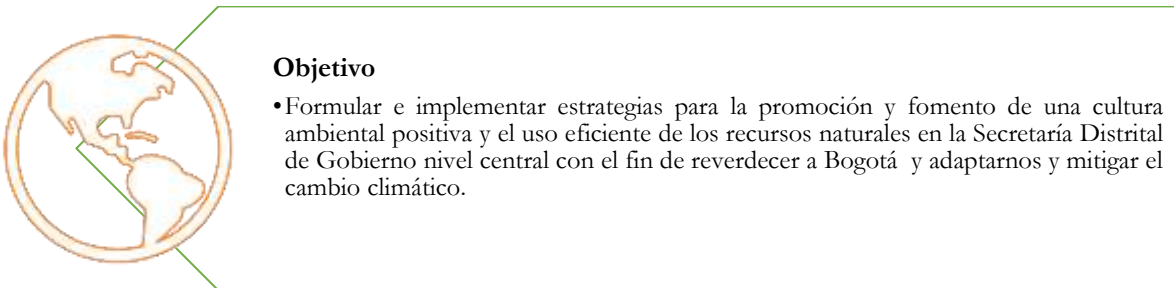 Objetivo
•Formular e implementar estrategias para la promoción y fomento de una cultura
ambiental positiva y el uso eficiente de los recursos naturales en la Secretaría Distrital
de Gobierno nivel central con el fin de reverdecer a Bogotá y adaptarnos y mitigar el
cambio climático.